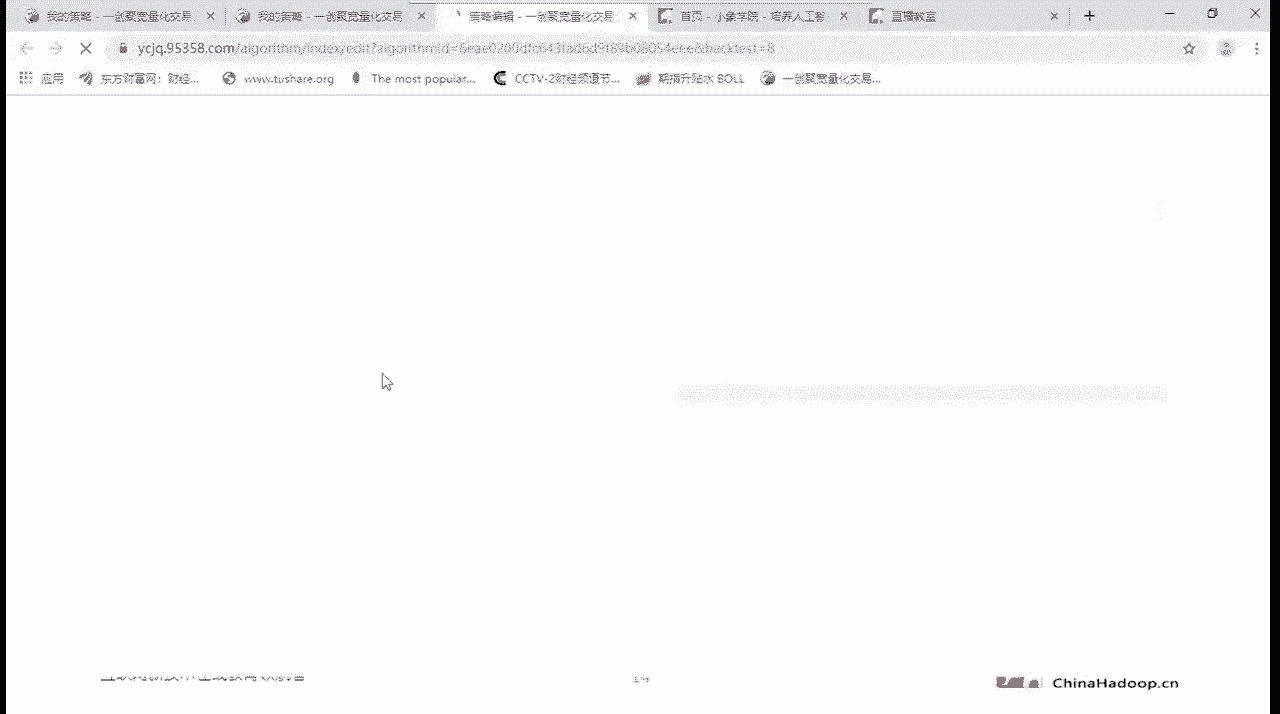 我的策略 - 一创聚宽量化交易 我的策略 - 一创聚宽量化交易 策略编辑 - 一创聚宽量化交易 首页 - 小象学院 - 培养人工智 直播教室
ycjq.95358.com/algorithm/index/edit?algorithmId=6eae0200dfc643fad6d9f89b08054eee&backtest=8
应用 东方财富网：财经... www.tushare.org The most popular... CCTV-2财经频道节... 期指升贴水 BOLL 一创聚宽量化交易...
ChinaHadoop.cn